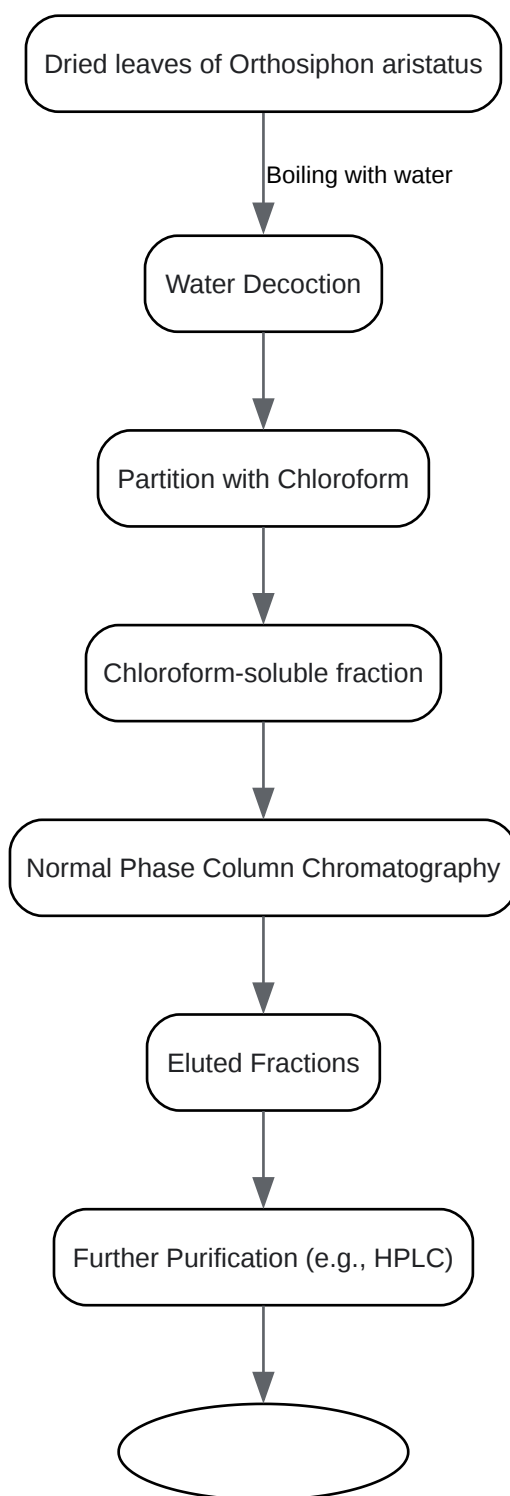 Dried leaves of Orthosiphon aristatus
Boiling with water
Water Decoction
Partition with Chloroform
Chloroform-soluble fraction
Normal Phase Column Chromatography
Eluted Fractions
Further Purification (e.g., HPLC)